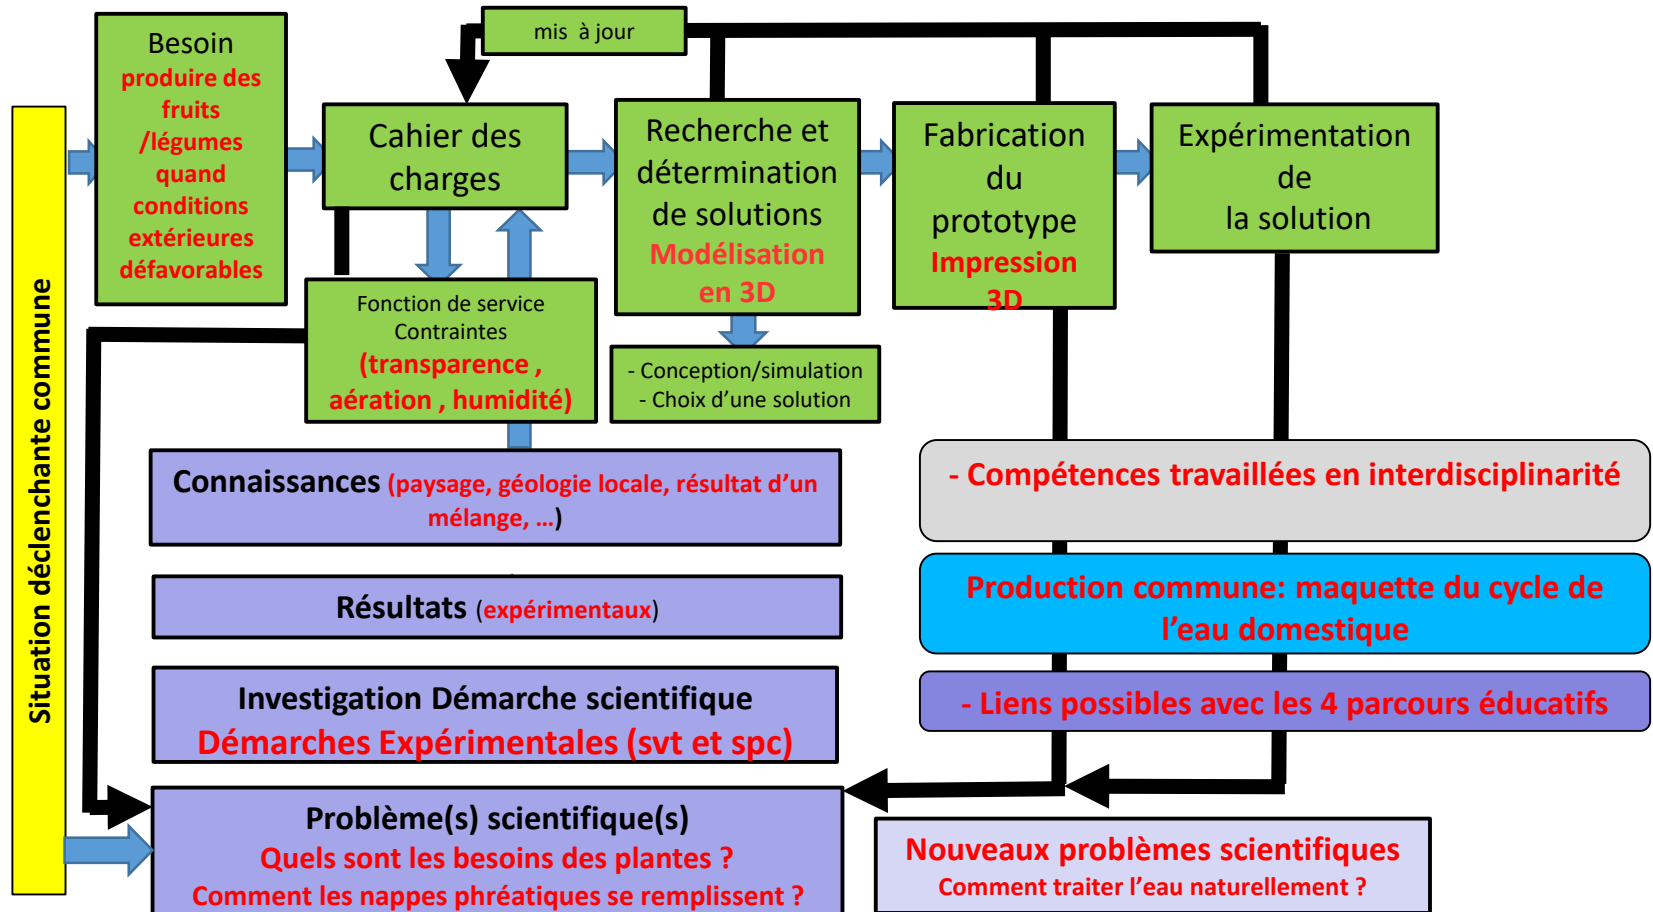 mis à jour
Besoin
produire des
fruits
/légumes
quand
conditions
extérieures
défavorables
Cahier des
charges
Recherche et
détermination
de solutions
Modélisation
en 3D
Fabrication
du
prototype
Impression
3D
Expérimentation
de
la solution
Situation déclenchante commune
Fonction de service
Contraintes
(transparence ,
aération , humidité)
- Conception/simulation
- Choix d’une solution
Connaissances (paysage, géologie locale, résultat d’un
mélange, …)
Résultats (expérimentaux)
Investigation Démarche scientifique
Démarches Expérimentales (svt et spc)
Problème(s) scientifique(s)
Quels sont les besoins des plantes ?
Comment les nappes phréatiques se remplissent ?
- Compétences travaillées en interdisciplinarité
Production commune: maquette du cycle de
l’eau domestique
- Liens possibles avec les 4 parcours éducatifs
Nouveaux problèmes scientifiques
Comment traiter l’eau naturellement ?